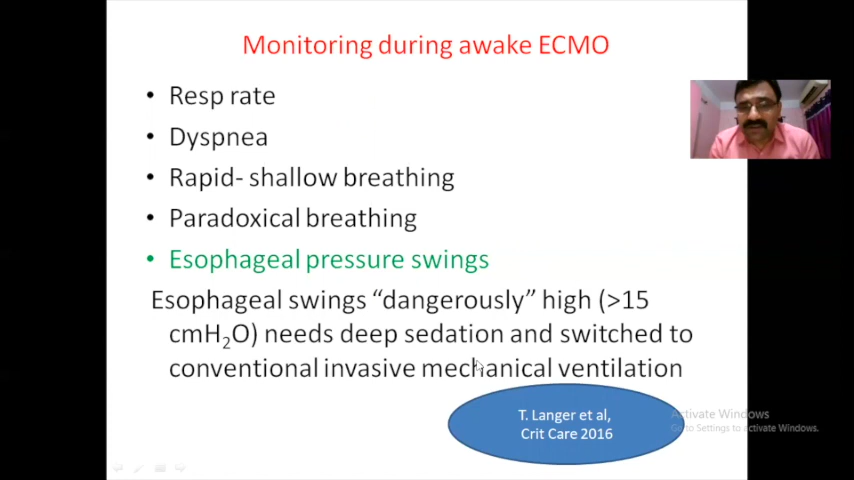 Monitoring during awake ECMO
• Resp rate
• Dyspnea
• Rapid- shallow breathing
• Paradoxical breathing
• Esophageal pressure swings
Esophageal swings “dangerously” high (>15
cmH₂O) needs deep sedation and switched to
conventional invasive mechanical ventilation
T. Langer et al,
Crit Care 2016
Activate Windows
Go to Settings to activate Windows.